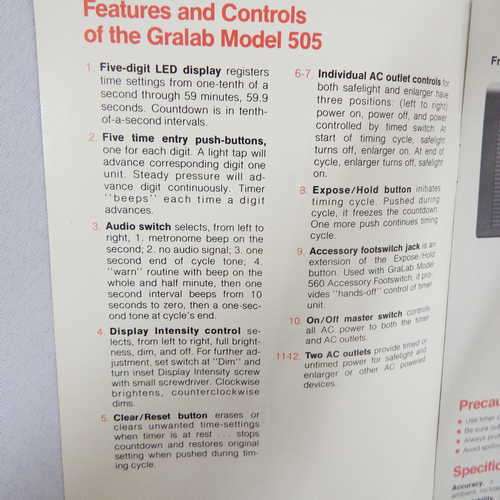 Features and Controls
of the Gralab Model 505
1. Five-digit LED display registers
time settings from one-tenth of a
second through 59 minutes, 59.9
seconds. Countdown is in tenth-
of-a-second intervals.
2. Five time entry push-buttons,
one for each digit. A light tap will
advance corresponding digit one
unit. Steady pressure will ad-
vance digit continuously. Timer
"beeps" each time a digit
advances.
3. Audio switch selects, from left to
right, 1. metronome beep on the
second; 2. no audio signal; 3. one
second end of cycle tone; 4.
"warn" routine with beep on the
whole and half minute, then one
second interval beeps from 10
seconds to zero, then a one-sec-
ond tone at cycle's end.
4. Display Intensity control se-
lects, from left to right, full bright-
ness, dim, and off. For further ad-
justment, set switch at "Dim" and
turn inset Display Intensity screw
with small screwdriver. Clockwise
brightens, counterclockwise
dims.
5. Clear/Reset button erases or
clears unwanted time-settings
when timer is at rest ... stops
countdown and restores original
setting when pushed during tim-
ing cycle.
6-7. Individual AC outlet controls for
both safelight and enlarger have
three positions: (left to right)
power on, power off, and power
controlled by timed switch. At
start of timing cycle, safelight
turns off, enlarger on. At end of
cycle, enlarger turns off, safelight
on.
8. Expose/Hold button initiates
timing cycle. Pushed during
cycle, it freezes the countdown.
One more push continues timing
cycle.
9. Accessory footswitch jack is an
extension of the Expose/Hold
button. Used with GraLab Model
560 Accessory Footswitch, it pro-
vides "hands-off" control of timer
unit.
10. On/Off master switch controls
all AC power to both the timer
and AC outlets.
11-12. Two AC outlets provide timed or
untimed power for safelight and
enlarger or other AC powered
devices.
Fr
Precau
Use timer
Be sure
Always
Avoid
Specific
Accuracy